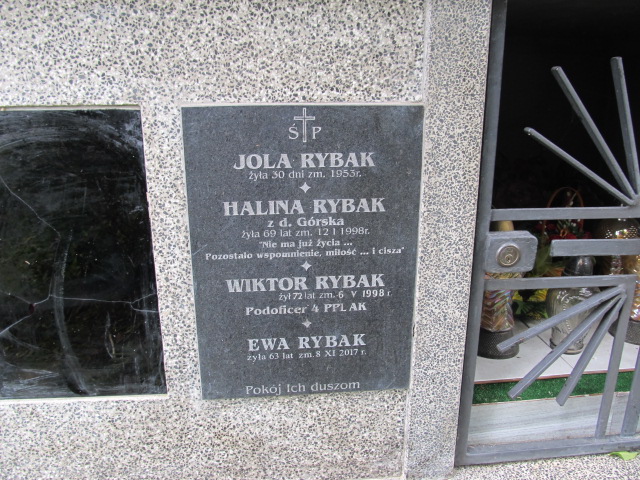 Ś P
JOLA RYBAK
żyła 30 dni zm. 1953r.
HALINA RYBAK
z d. Górska
żyła 69 lat zm. 12 I 1998r.
"Nie ma już życia ...
Pozostało wspomnienie, miłość ... i cisza"
WIKTOR RYBAK
żył 72 lat zm. 6 V 1998 r.
Podoficer 4 PPLAK
EWA RYBAK
żyła 63 lat zm. 8 XI 2017 r.
Pokój Ich duszom